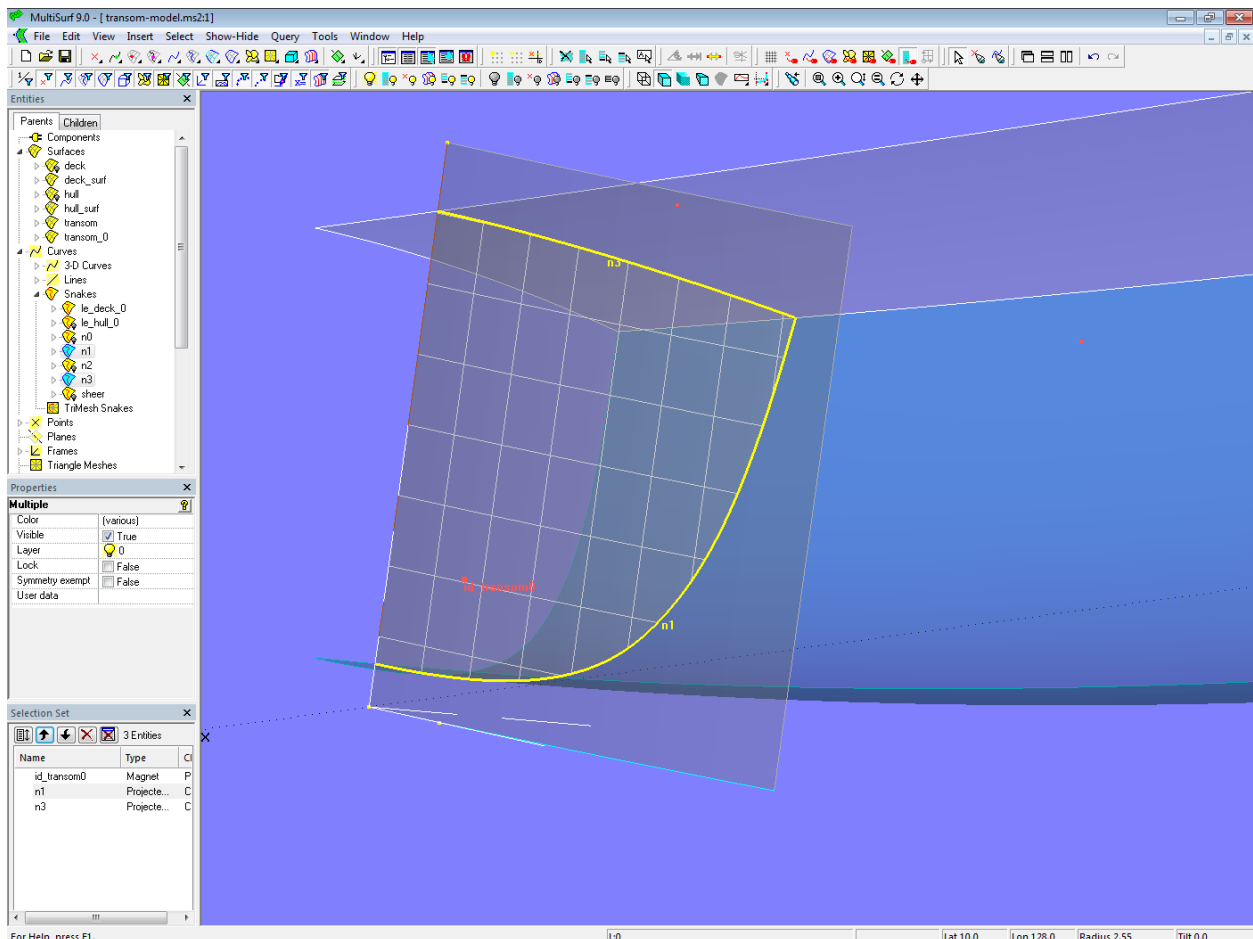 MultiSurf 9.0 - [ transom-model.ms2:1]
File Edit View Insert Select Show-Hide Query Tools Window Help
Entities
Parents Children
Components
Surfaces
deck
deck_surf
hull
hull_surf
transom
transom_0
Curves
3-D Curves
Lines
Snakes
le_deck_0
le_hull_0
n0
n1
n2
n3
sheer
TriMesh Snakes
Points
Planes
Frames
Triangle Meshes
Properties
Multiple
Color (various)
Visible True
Layer 0
Lock False
Symmetry exempt False
User data
Selection Set
3 Entities
Name Type Cl
id_transom0 Magnet P
n1 Projecte... C
n3 Projecte... C
n3
id_transom0
n1
X
For Help, press F1. L:0 Lat 10.0 Lon 128.0 Radius 2.55 Tilt 0.0